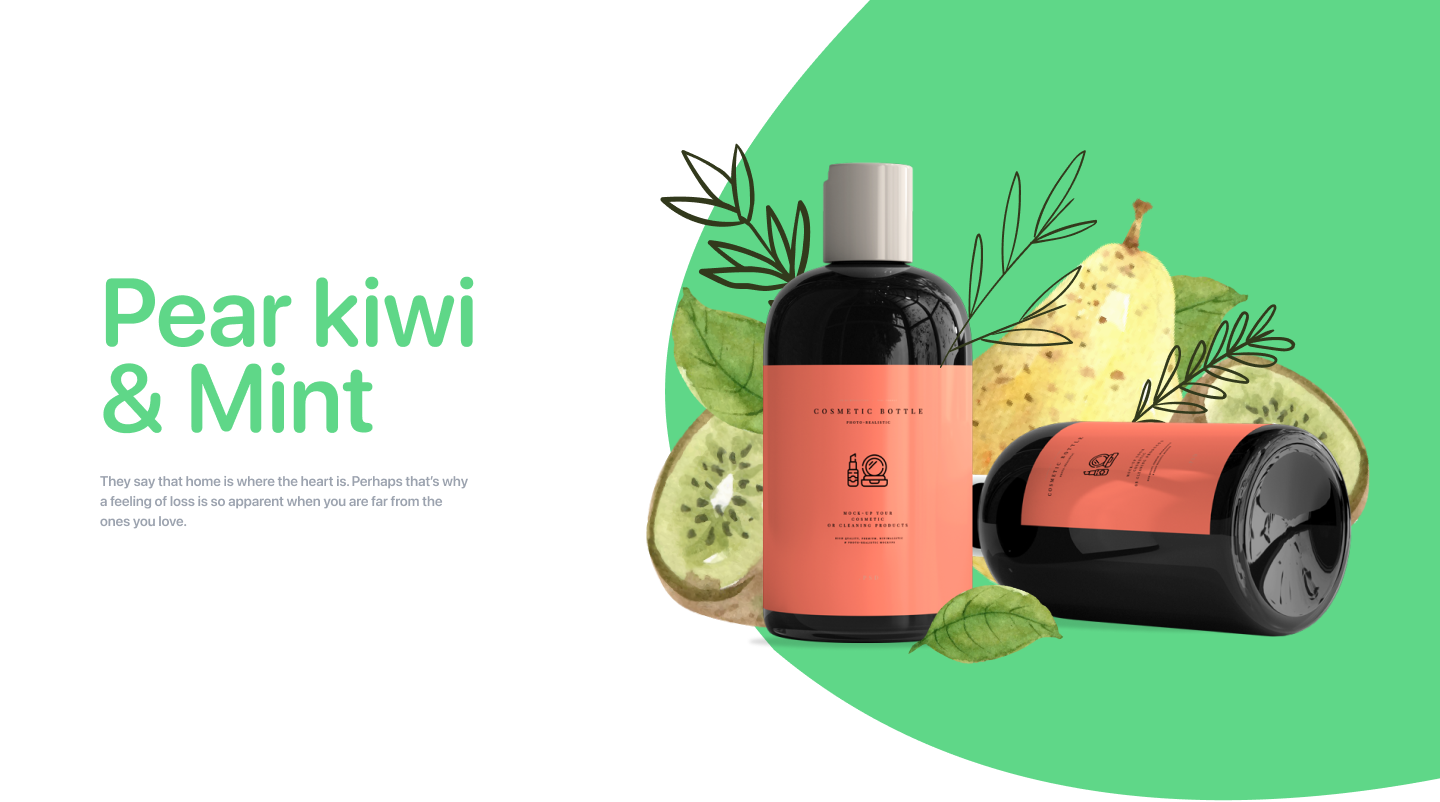 Pear kiwi
& Mint
They say that home is where the heart is. Perhaps that's why
a feeling of loss is so apparent when you are far from the
ones you love.
COSMETIC BOTTLE
PHOTO-REALISTIC
MOCK-UP YOUR
COSMETIC
OR CLEANING PRODUCTS
COSMETIC BOTTLE